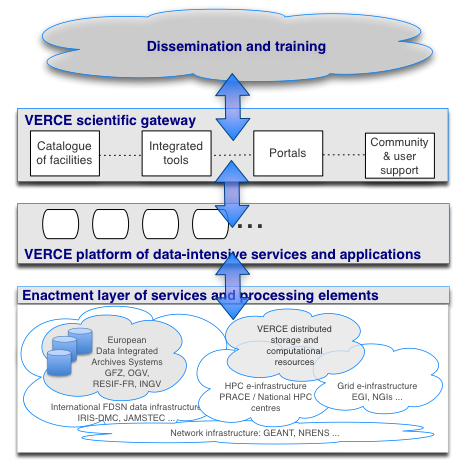 Dissemination and training
VERCE scientific gateway
Catalogue
of facilities
Integrated
tools
Portals
Community
& user
support
...
VERCE platform of data-intensive services and applications
Enactment layer of services and processing elements
European
Data Integrated
Archives Systems
GFZ, OGV,
RESIF-FR, INGV
VERCE distributed
storage and
computational
resources
International FDSN data infrastructure
IRIS-DMC, JAMSTEC ...
HPC e-infrastructure
PRACE / National HPC
centres
Grid e-infrastructure
EGI, NGIs ...
Network infastructure: GEANT, NRENS ...